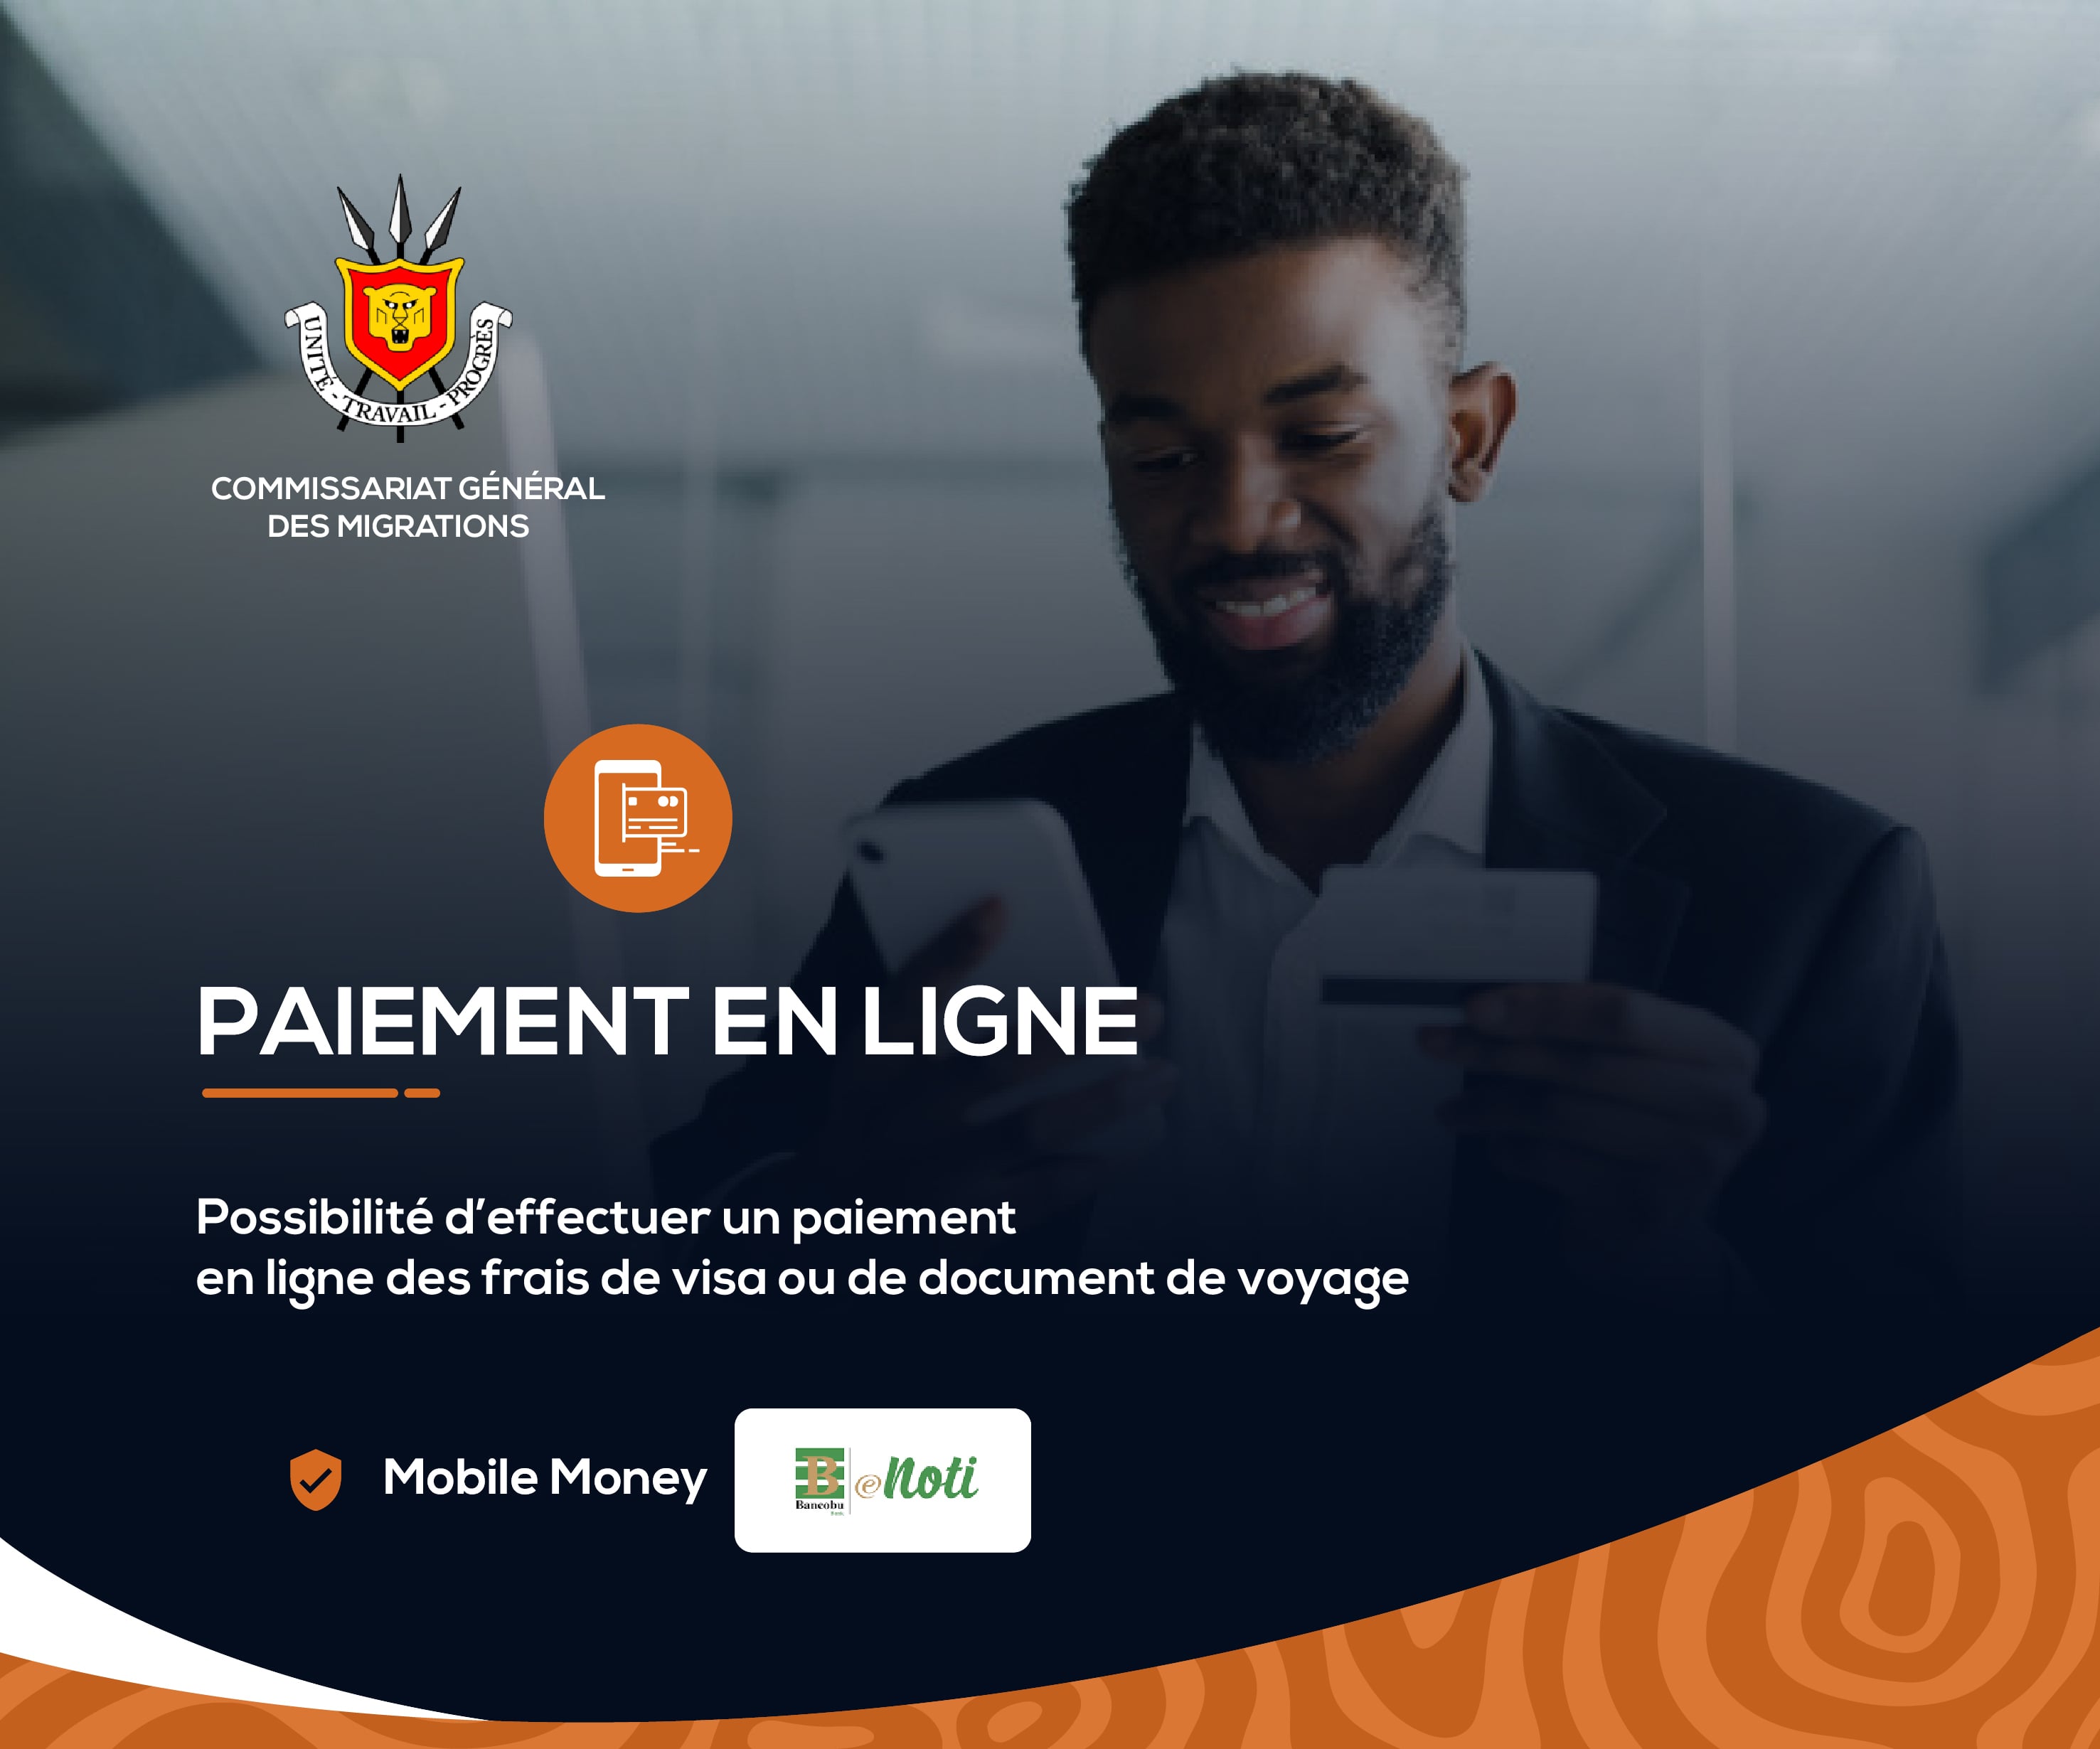 UNITÉ - TRAVAIL - PROGRÈS
COMMISSARIAT GÉNÉRAL
DES MIGRATIONS
PAIEMENT EN LIGNE
Possibilité d’effectuer un paiement
en ligne des frais de visa ou de document de voyage
Mobile Money
B
Bancobu
eNoti